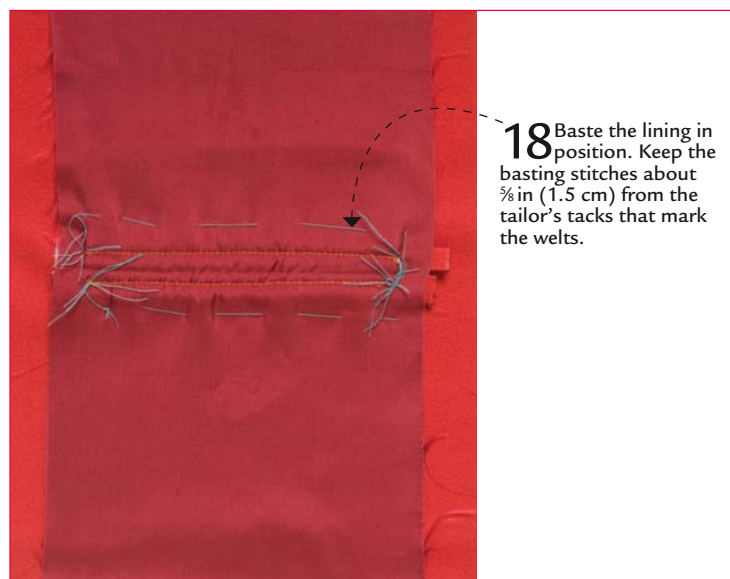 18 Baste the lining in
position. Keep the
basting stitches about
⅝ in (1.5 cm) from the
tailor’s tacks that mark
the welts.